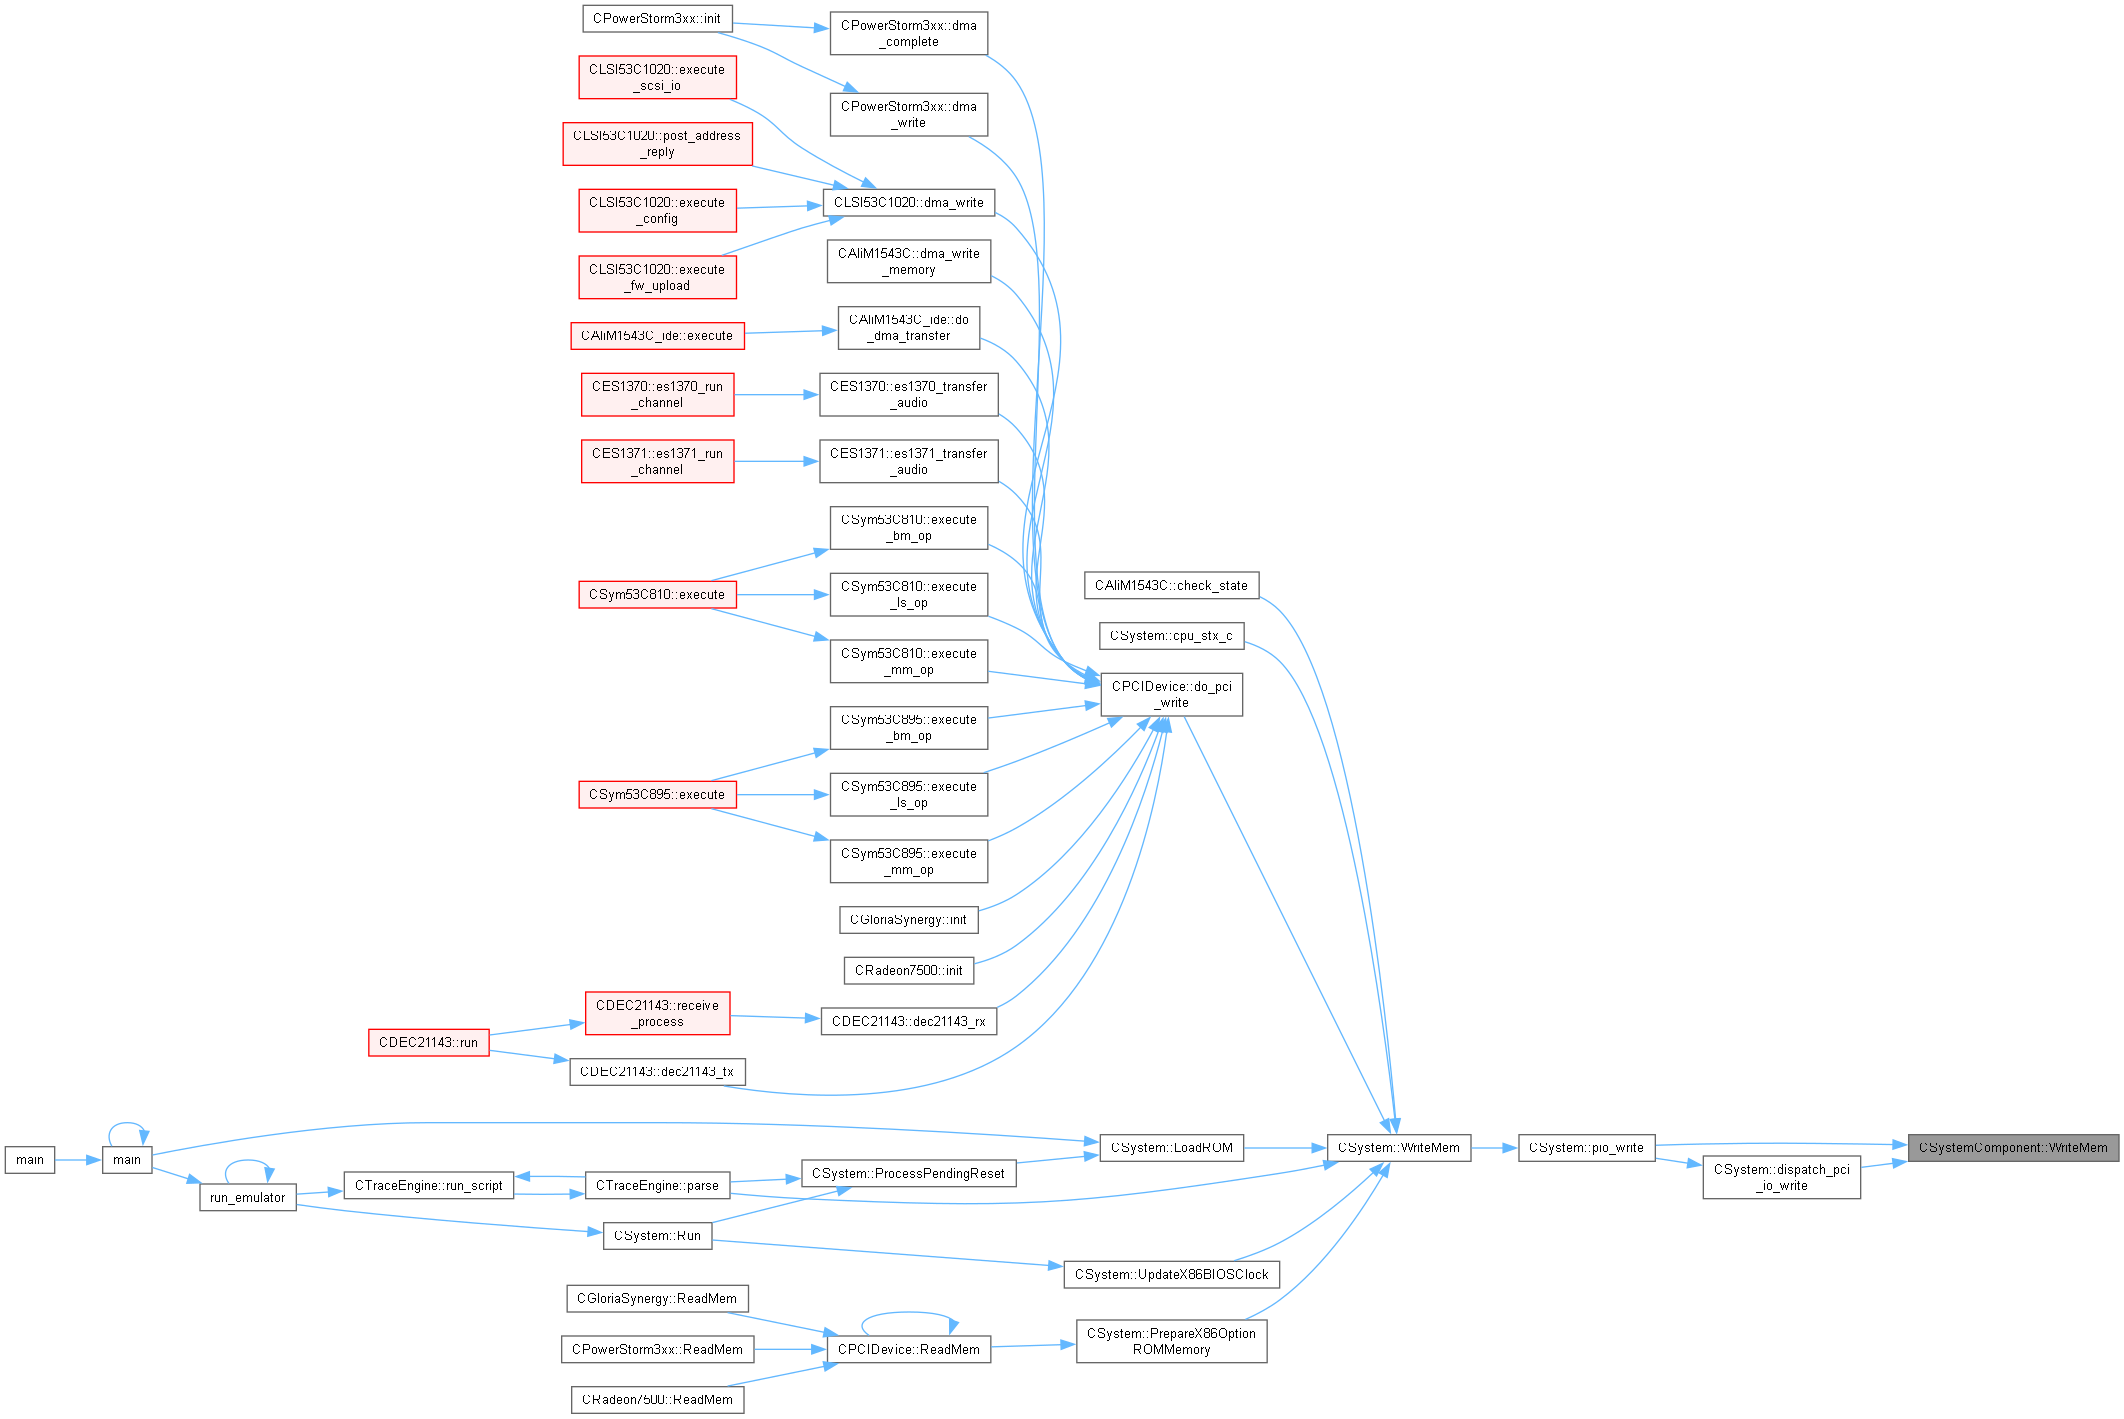 CPowerStorm3xx::init
CPowerStorm3xx::dma
_complete
CLSI53C1020::execute
_scsi_io
CPowerStorm3xx::dma
_write
CLSI53C1020::post_address
_reply
CLSI53C1020::execute
_config
CLSI53C1020::dma_write
CLSI53C1020::execute
_fw_upload
CAliM1543C::dma_write
_memory
CAliM1543C_ide::execute
CAliM1543C_ide::do
_dma_transfer
CES1370::es1370_run
_channel
CES1370::es1370_transfer
_audio
CES1371::es1371_run
_channel
CES1371::es1371_transfer
_audio
CSym53C810::execute
_bm_op
CSym53C810::execute
CSym53C810::execute
_ls_op
CSym53C810::execute
_mm_op
CAliM1543C::check_state
CSystem::cpu_stx_c
CPCIDevice::do_pci
_write
CSym53C895::execute
_bm_op
CSym53C895::execute
CSym53C895::execute
_ls_op
CSym53C895::execute
_mm_op
CGloriaSynergy::init
CRadeon7500::init
CDEC21143::receive
_process
CDEC21143::dec21143_rx
CDEC21143::run
CDEC21143::dec21143_tx
main
main
run_emulator
CTraceEngine::run_script
CTraceEngine::parse
CSystem::ProcessPendingReset
CSystem::LoadROM
CSystem::WriteMem
CSystem::pio_write
CSystemComponent::WriteMem
CSystem::dispatch_pci
_io_write
CSystem::Run
CSystem::UpdateX86BIOSClock
CGloriaSynergy::ReadMem
CPowerStorm3xx::ReadMem
CPCIDevice::ReadMem
CSystem::PrepareX86Option
ROMMemory
CRadeon7500::ReadMem